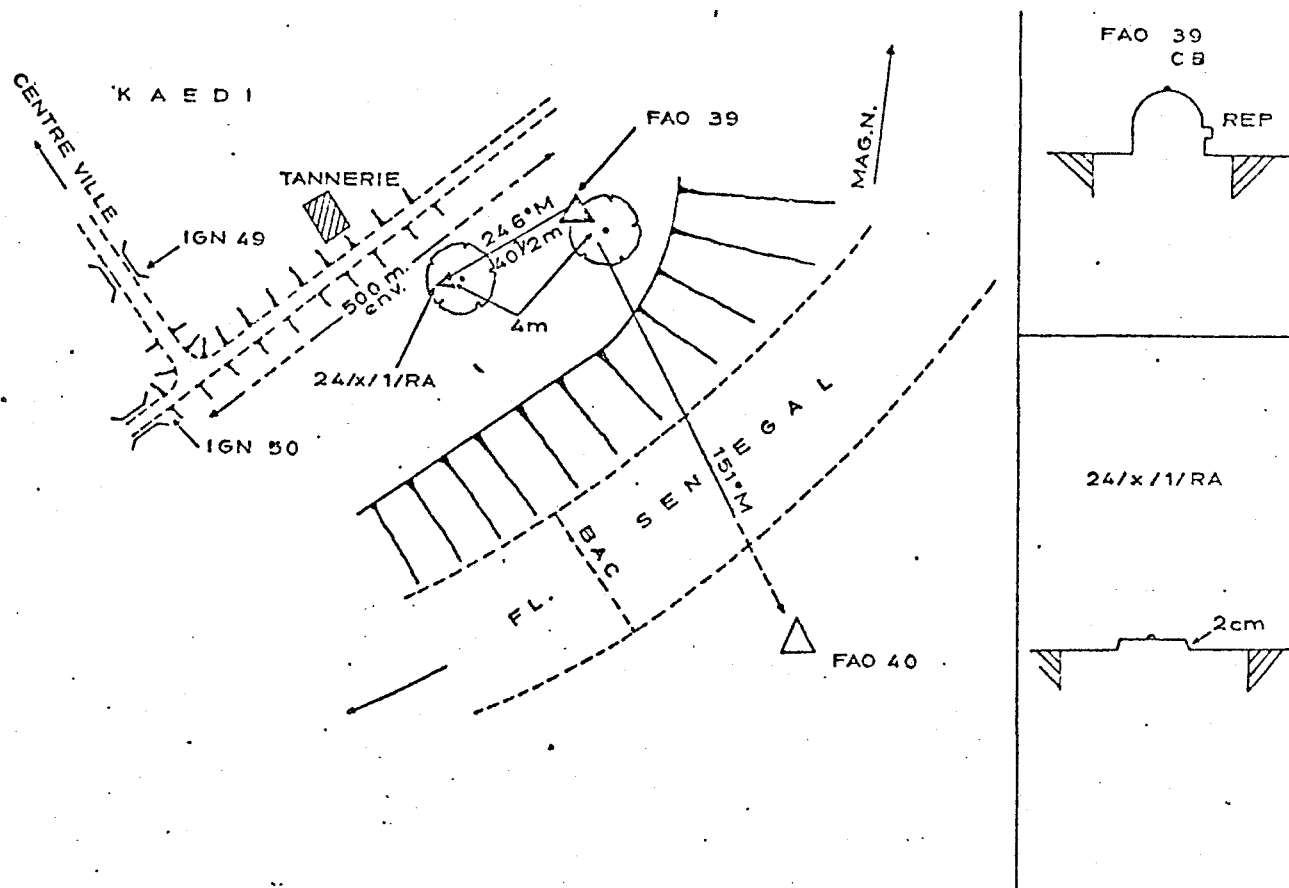 KAEDI
CENTRE VILLE
TANNERIE
IGN 49
FAO 39
MAG.N.
246°M
40,2m
500 m.
env.
4m
24/x/1/RA
IGN 50
151°M
FL. SENEGAL
BAC
FAO 40
FAO 39
CB
REP
24/x/1/RA
2cm